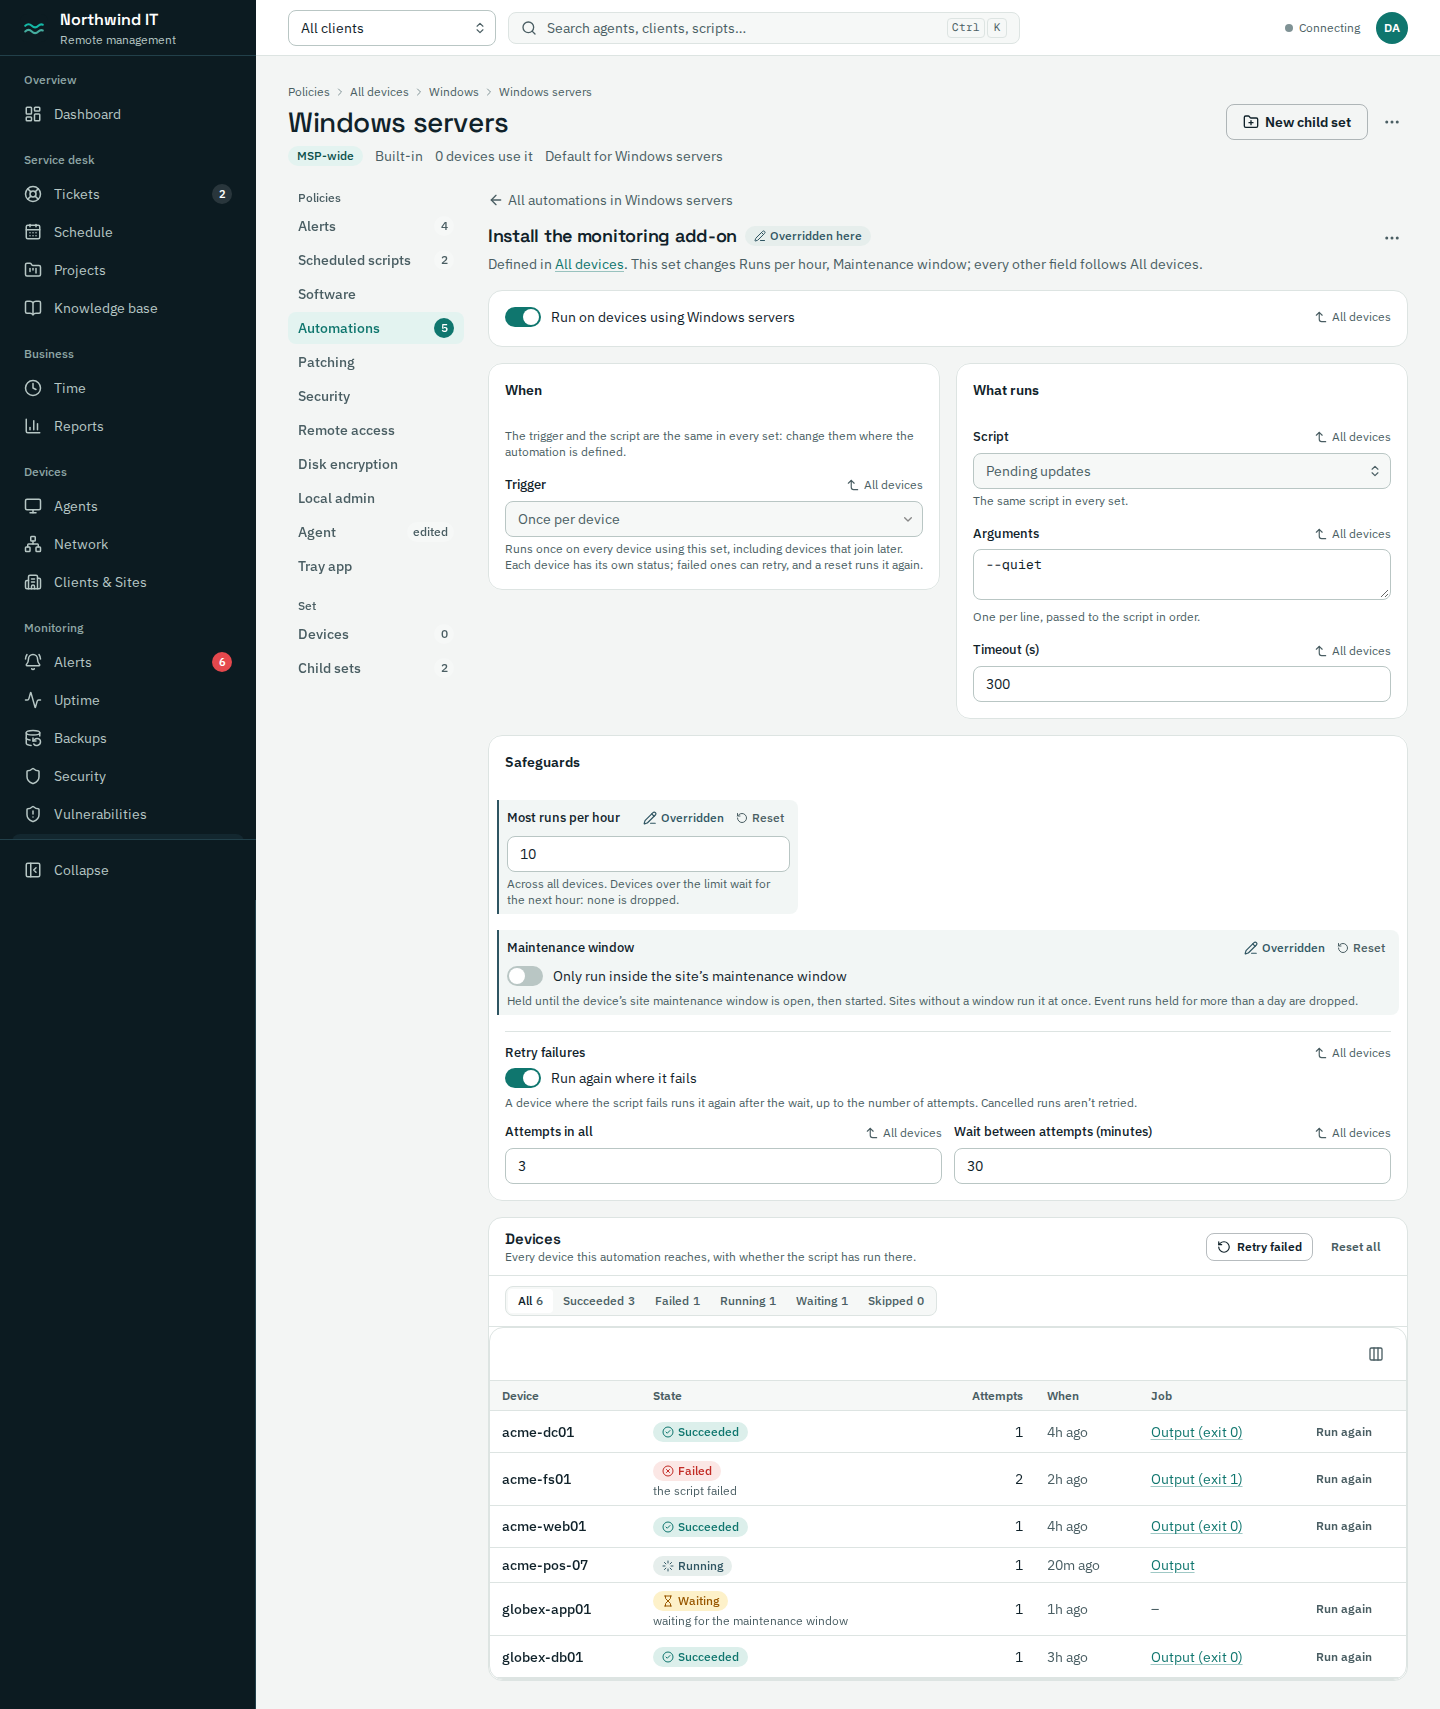 Northwind IT
Remote management
All clients
Search agents, clients, scripts...
Ctrl K
Connecting
DA
Overview
Dashboard
Service desk
Tickets 2
Schedule
Projects
Knowledge base
Business
Time
Reports
Devices
Agents
Network
Clients & Sites
Monitoring
Alerts 6
Uptime
Backups
Security
Vulnerabilities
Collapse
Policies > All devices > Windows > Windows servers
Windows servers
New child set
MSP-wide Built-in 0 devices use it Default for Windows servers
Policies
Alerts 4
Scheduled scripts 2
Software
Automations 5
Patching
Security
Remote access
Disk encryption
Local admin
Agent edited
Tray app
Set
Devices 0
Child sets 2
All automations in Windows servers
Install the monitoring add-on Overridden here
Defined in All devices. This set changes Runs per hour, Maintenance window; every other field follows All devices.
Run on devices using Windows servers All devices
When
The trigger and the script are the same in every set: change them where the
automation is defined.
Trigger All devices
Once per device
Runs once on every device using this set, including devices that join later.
Each device has its own status; failed ones can retry, and a reset runs it again.
What runs
Script All devices
Pending updates
The same script in every set.
Arguments All devices
--quiet
One per line, passed to the script in order.
Timeout (s) All devices
300
Safeguards
Most runs per hour Overridden Reset
10
Across all devices. Devices over the limit wait for
the next hour: none is dropped.
Maintenance window Overridden Reset
Only run inside the site’s maintenance window
Held until the device’s site maintenance window is open, then started. Sites without a window run it at once. Event runs held for more than a day are dropped.
Retry failures All devices
Run again where it fails
A device where the script fails runs it again after the wait, up to the number of attempts. Cancelled runs aren’t retried.
Attempts in all All devices Wait between attempts (minutes) All devices
3 30
Devices
Every device this automation reaches, with whether the script has run there.
Retry failed Reset all
All 6 Succeeded 3 Failed 1 Running 1 Waiting 1 Skipped 0
Device State Attempts When Job
acme-dc01 Succeeded 1 4h ago Output (exit 0) Run again
acme-fs01 Failed 2 2h ago Output (exit 1) Run again
the script failed
acme-web01 Succeeded 1 4h ago Output (exit 0) Run again
acme-pos-07 Running 1 20m ago Output
globex-app01 Waiting 1 1h ago – Run again
waiting for the maintenance window
globex-db01 Succeeded 1 3h ago Output (exit 0) Run again